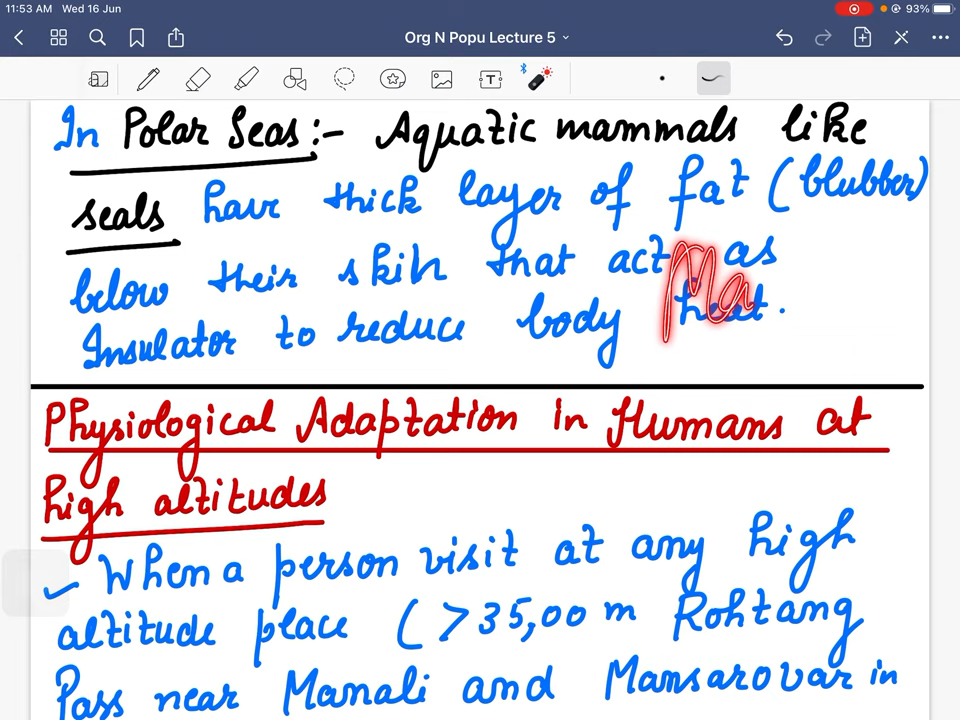 11:53 AM Wed 16 Jun
93%
Org N Popu Lecture 5
In Polar Seas:- Aquatic mammals like
seals have thick layer of fat (blubber)
below their skin that act as
Insulator to reduce body heat.
Ma
Physiological Adaptation in Humans at
high altitudes
✓ When a person visit at any high
altitude place (>35,00m Rohtang
Pass near Manali and Mansarovar in